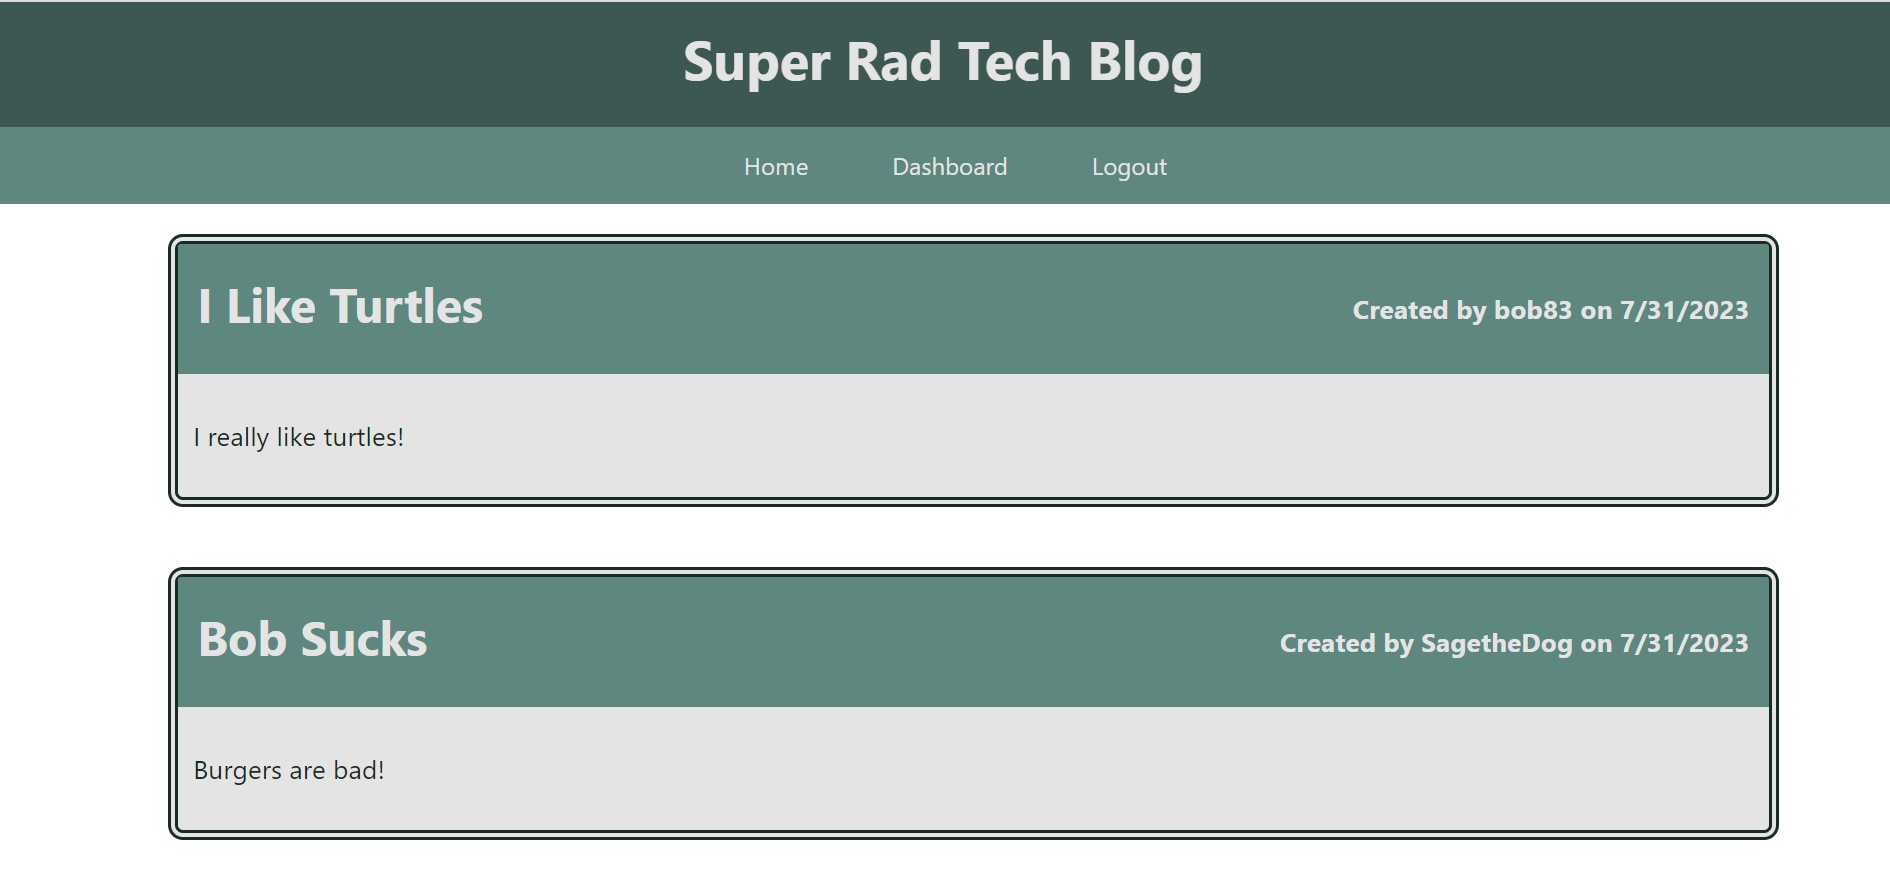 Super Rad Tech Blog
Home Dashboard Logout
I Like Turtles Created by bob83 on 7/31/2023
I really like turtles!
Bob Sucks Created by SagetheDog on 7/31/2023
Burgers are bad!